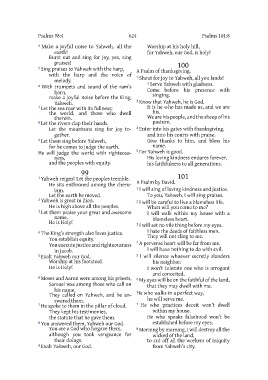 Psalms 98:4
624
Psalms 101:8
4 Make a joyful noise to Yahweh, all the
earth!
Burst out and sing for joy, yes, sing
praises!
5 Sing praises to Yahweh with the harp,
with the harp and the voice of
melody.
6 With trumpets and sound of the ram's
horn,
make a joyful noise before the King,
Yahweh.
7 Let the sea roar with its fullness;
the world, and those who dwell
therein.
8 Let the rivers clap their hands.
Let the mountains sing for joy to-
gether.
9 Let them sing before Yahweh,
for he comes to judge the earth.
He will judge the world with righteous-
ness,
and the peoples with equity.
99
1 Yahweh reigns! Let the peoples tremble.
He sits enthroned among the cheru-
bim.
Let the earth be moved.
2 Yahweh is great in Zion.
He is high above all the peoples.
3 Let them praise your great and awesome
name.
He is Holy!
4 The King's strength also loves justice.
You establish equity.
You execute justice and righteousness
in Jacob.
5 Exalt Yahweh our God.
Worship at his footstool.
He is Holy!
6 Moses and Aaron were among his priests,
Samuel was among those who call on
his name.
They called on Yahweh, and he an-
swered them.
7 He spoke to them in the pillar of cloud.
They kept his testimonies,
the statute that he gave them.
8 You answered them, Yahweh our God.
You are a God who forgave them,
although you took vengeance for
their doings.
9 Exalt Yahweh, our God.
Worship at his holy hill,
for Yahweh, our God, is holy!
100
A Psalm of thanksgiving.
1 Shout for joy to Yahweh, all you lands!
2 Serve Yahweh with gladness.
Come before his presence with
singing.
3 Know that Yahweh, he is God.
It is he who has made us, and we are
his.
We are his people, and the sheep of his
pasture.
4 Enter into his gates with thanksgiving,
and into his courts with praise.
Give thanks to him, and bless his
name.
5 For Yahweh is good.
His loving kindness endures forever,
his faithfulness to all generations.
101
A Psalm by David.
1 I will sing of loving kindness and justice.
To you, Yahweh, I will sing praises.
2 I will be careful to live a blameless life.
When will you come to me?
I will walk within my house with a
blameless heart.
3 I will set no vile thing before my eyes.
I hate the deeds of faithless men.
They will not cling to me.
4 A perverse heart will be far from me.
I will have nothing to do with evil.
5 I will silence whoever secretly slanders
his neighbor.
I won't tolerate one who is arrogant
and conceited.
6 My eyes will be on the faithful of the land,
that they may dwell with me.
He who walks in a perfect way,
he will serve me.
7 He who practices deceit won't dwell
within my house.
He who speaks falsehood won't be
established before my eyes.
8 Morning by morning, I will destroy all the
wicked of the land;
to cut off all the workers of iniquity
from Yahweh's city.